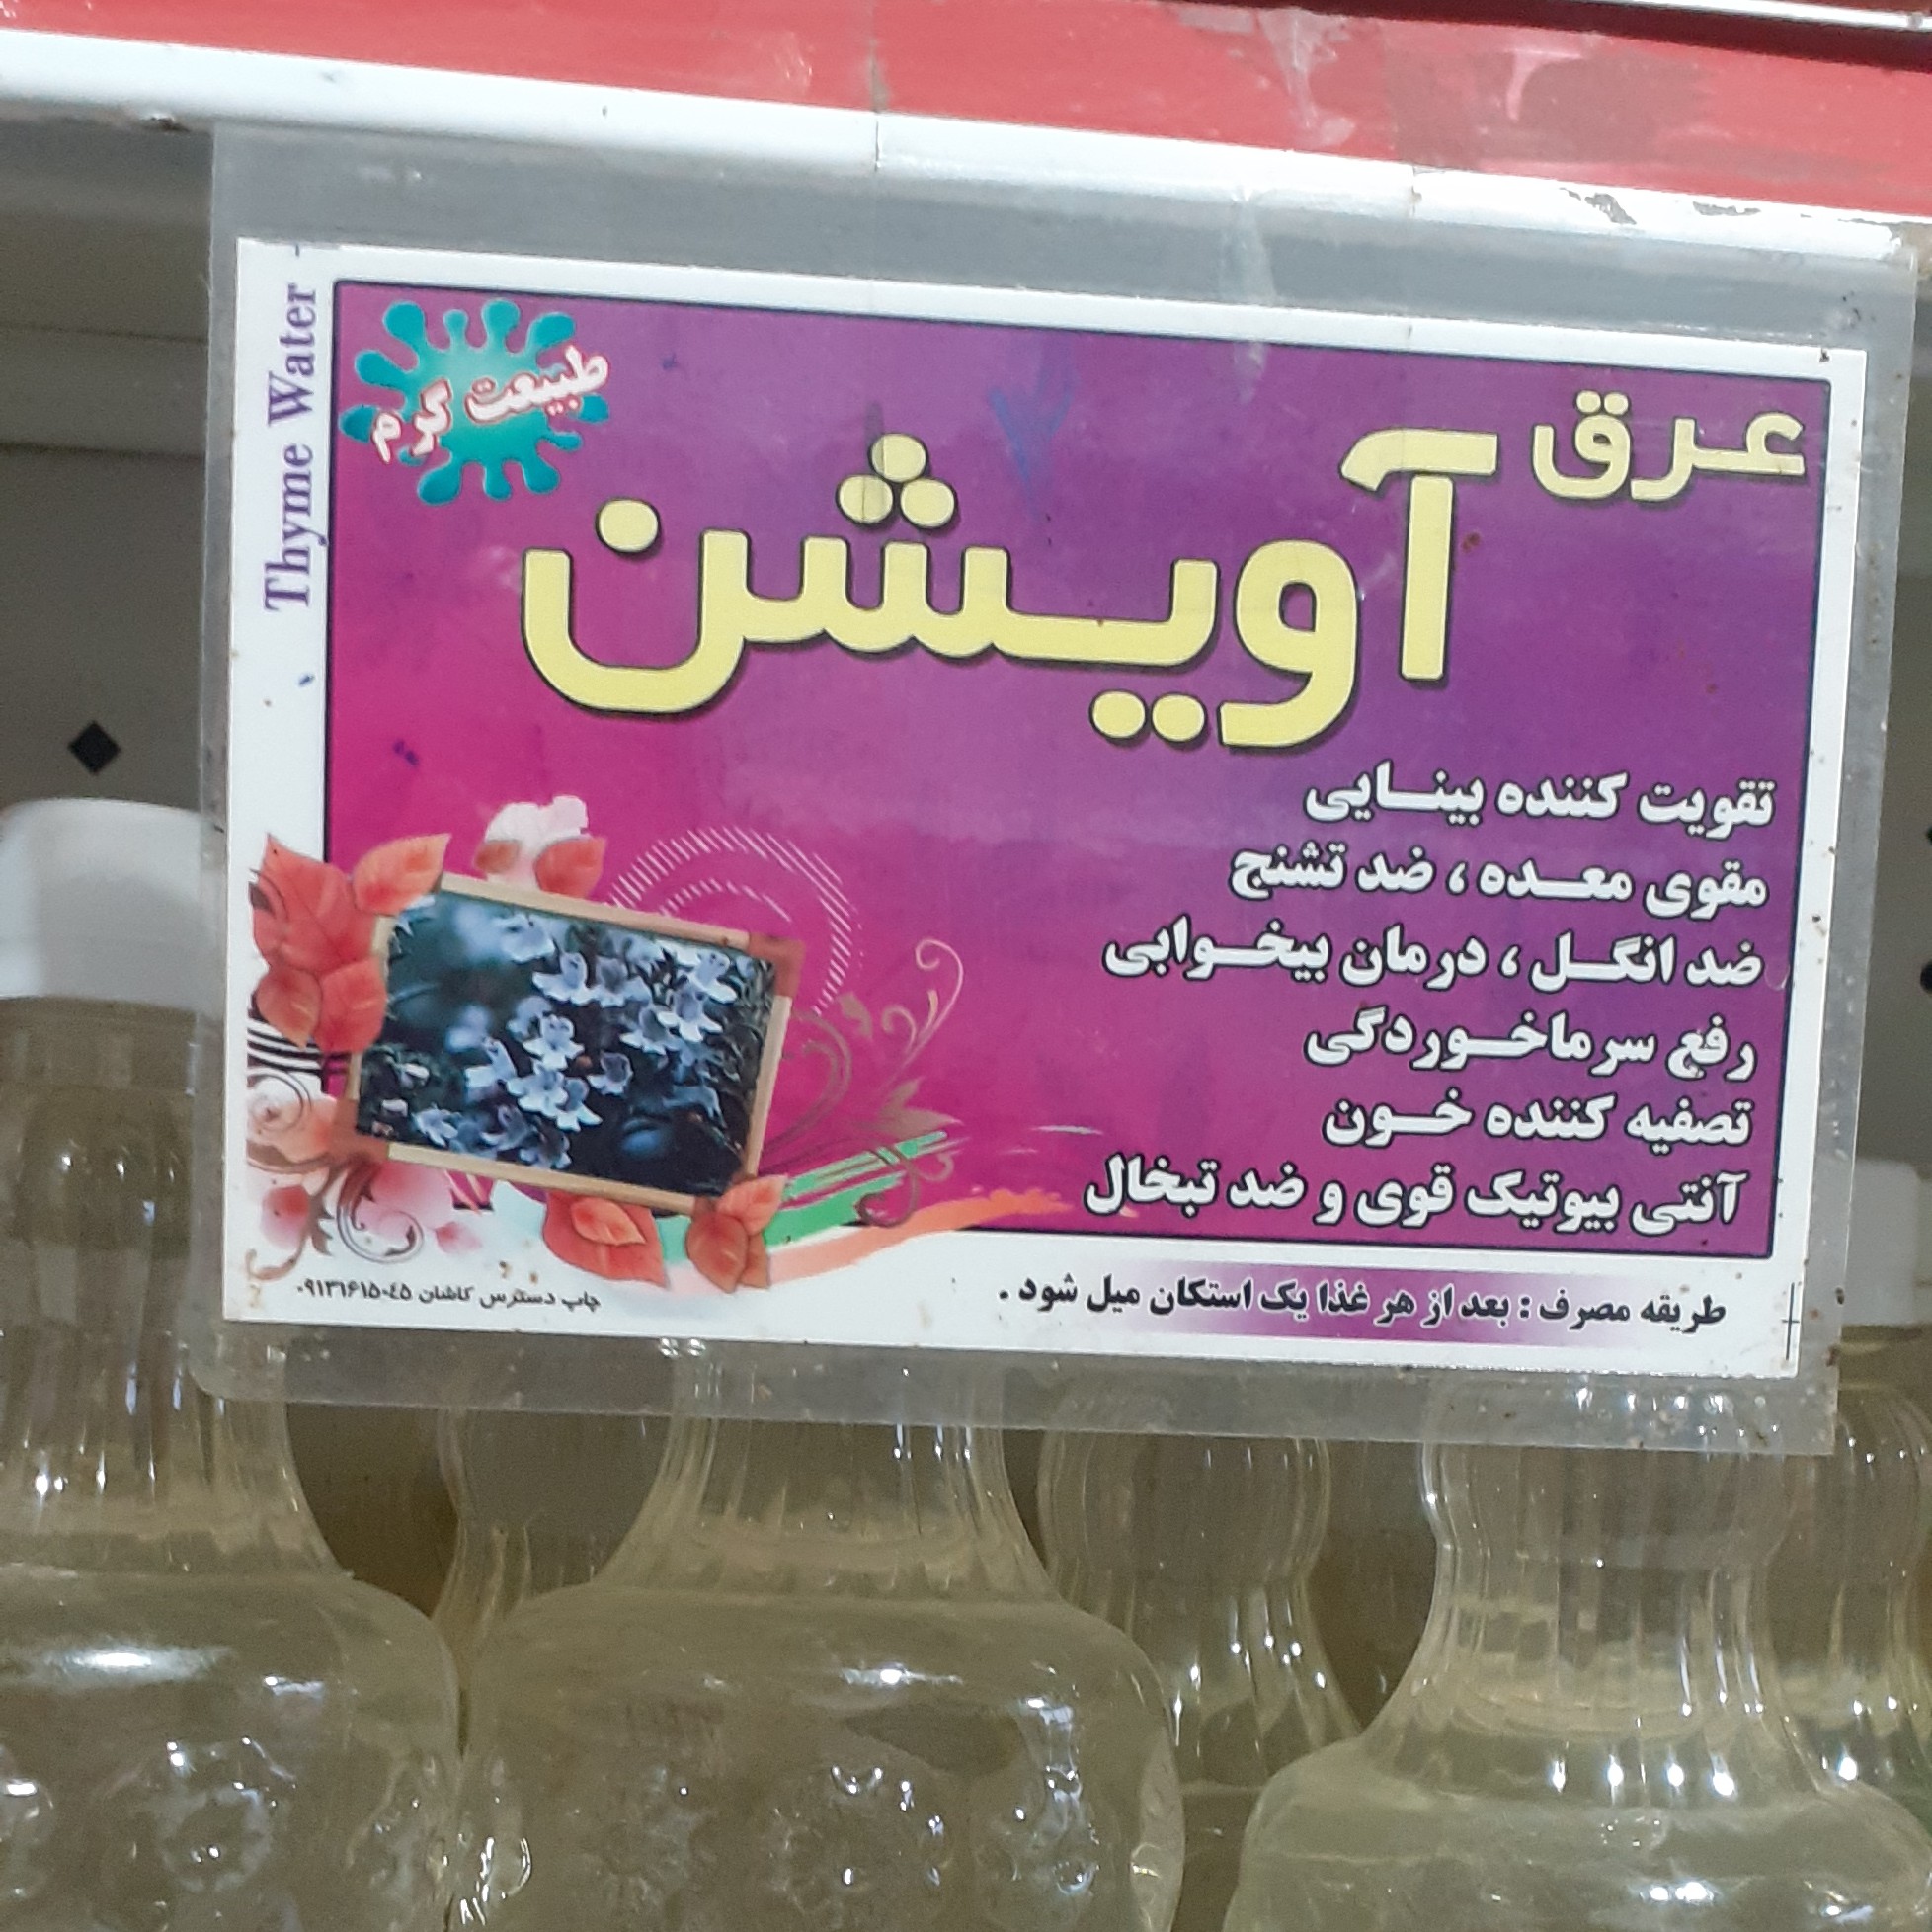 Thyme Water
طبیعت گرم
عرق
آویشن
تقویت کننده بینایی
مقوی معده ، ضد تشنج
ضد انگل ، درمان بیخوابی
رفع سرماخوردگی
تصفیه کننده خون
آنتی بیوتیک قوی و ضد تبخال
طریقه مصرف : بعد از هر غذا یک استکان میل شود .
چاپ دسترس کاشان ۰۹۱۳۱۶۱۵۰۴۵